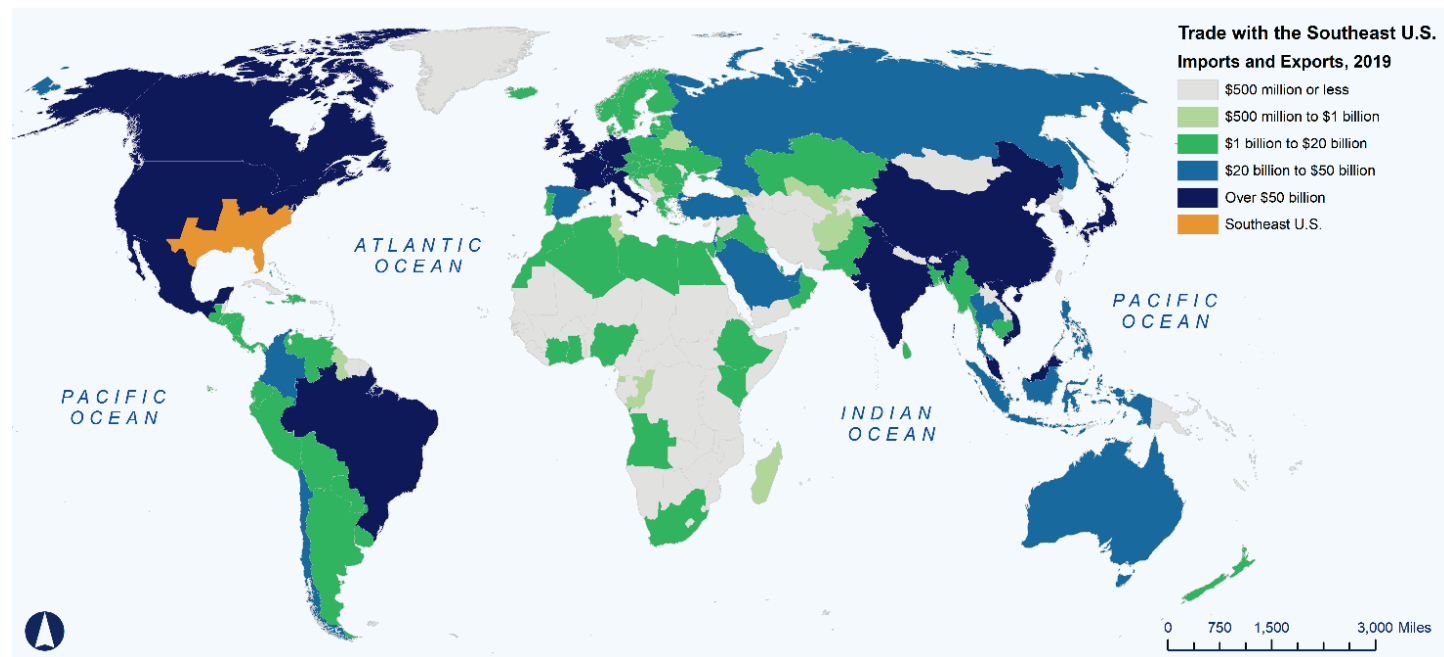 Trade with the Southeast U.S.
Imports and Exports, 2019
$500 million or less
$500 million to $1 billion
$1 billion to $20 billion
$20 billion to $50 billion
Over $50 billion
Southeast U.S.
ATLANTIC
OCEAN
PACIFIC
OCEAN
PACIFIC
OCEAN
INDIAN
OCEAN
0 750 1,500 3,000 Miles